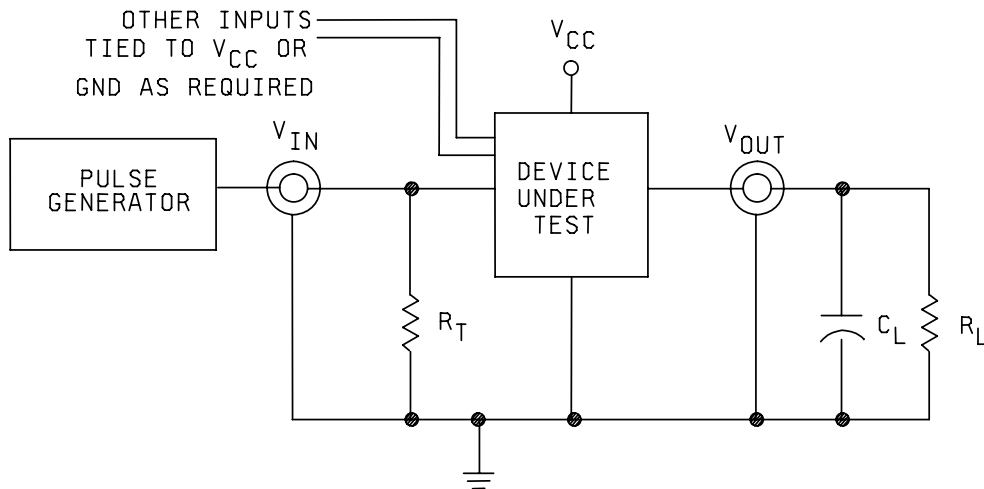 OTHER INPUTS
TIED TO VCC OR
GND AS REQUIRED
VCC
PULSE
GENERATOR
VIN
DEVICE
UNDER
TEST
VOUT
RT
CL
RL